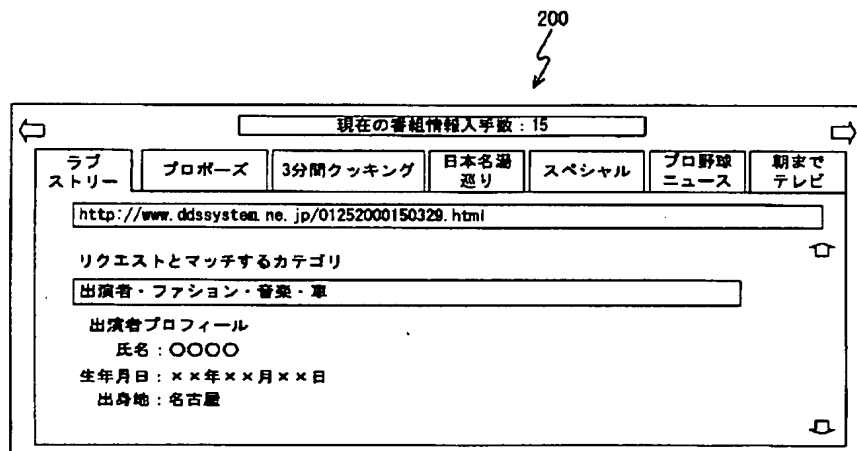 200
現在の番組情報入手数：15
ラブ
ストリー
プロポーズ
3分間クッキング
日本名湯
巡り
スペシャル
プロ野球
ニュース
朝まで
テレビ
http://www.ddssystem.ne.jp/01252000150329.html
リクエストとマッチするカテゴリ
出演者・ファション・音楽・車
出演者プロフィール
氏名：〇〇〇〇
生年月日：××年××月××日
出身地：名古屋